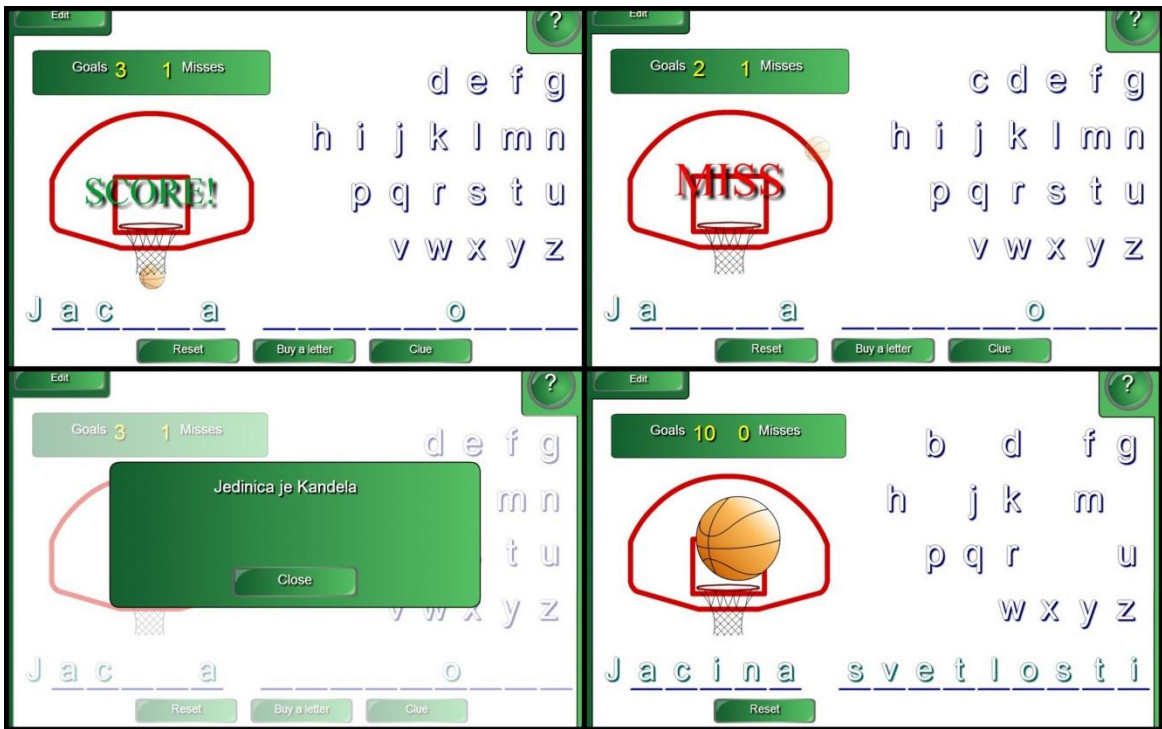 Edit
?
Goals 3 1 Misses
d e f g
h i j k l m n
SCORE!
p q r s t u
v w x y z
J a c _ _ a _ _ _ _ _ o _ _ _
Reset Buy a letter Clue
Edit
?
Goals 2 1 Misses
c d e f g
h i j k l m n
MISS
p q r s t u
v w x y z
J a _ _ _ a _ _ _ _ _ o _ _ _
Reset Buy a letter Clue
Edit
?
Goals 3 1 Misses
d e f g
Jedinica je Kandela
m n
t u
Close
v w x y z
J a c _ _ a _ _ _ _ _ o _ _ _
Reset Buy a letter Clue
Edit
?
Goals 10 0 Misses
b d f g
h j k m
p q r u
w x y z
J a c i n a s v e t l o s t i
Reset